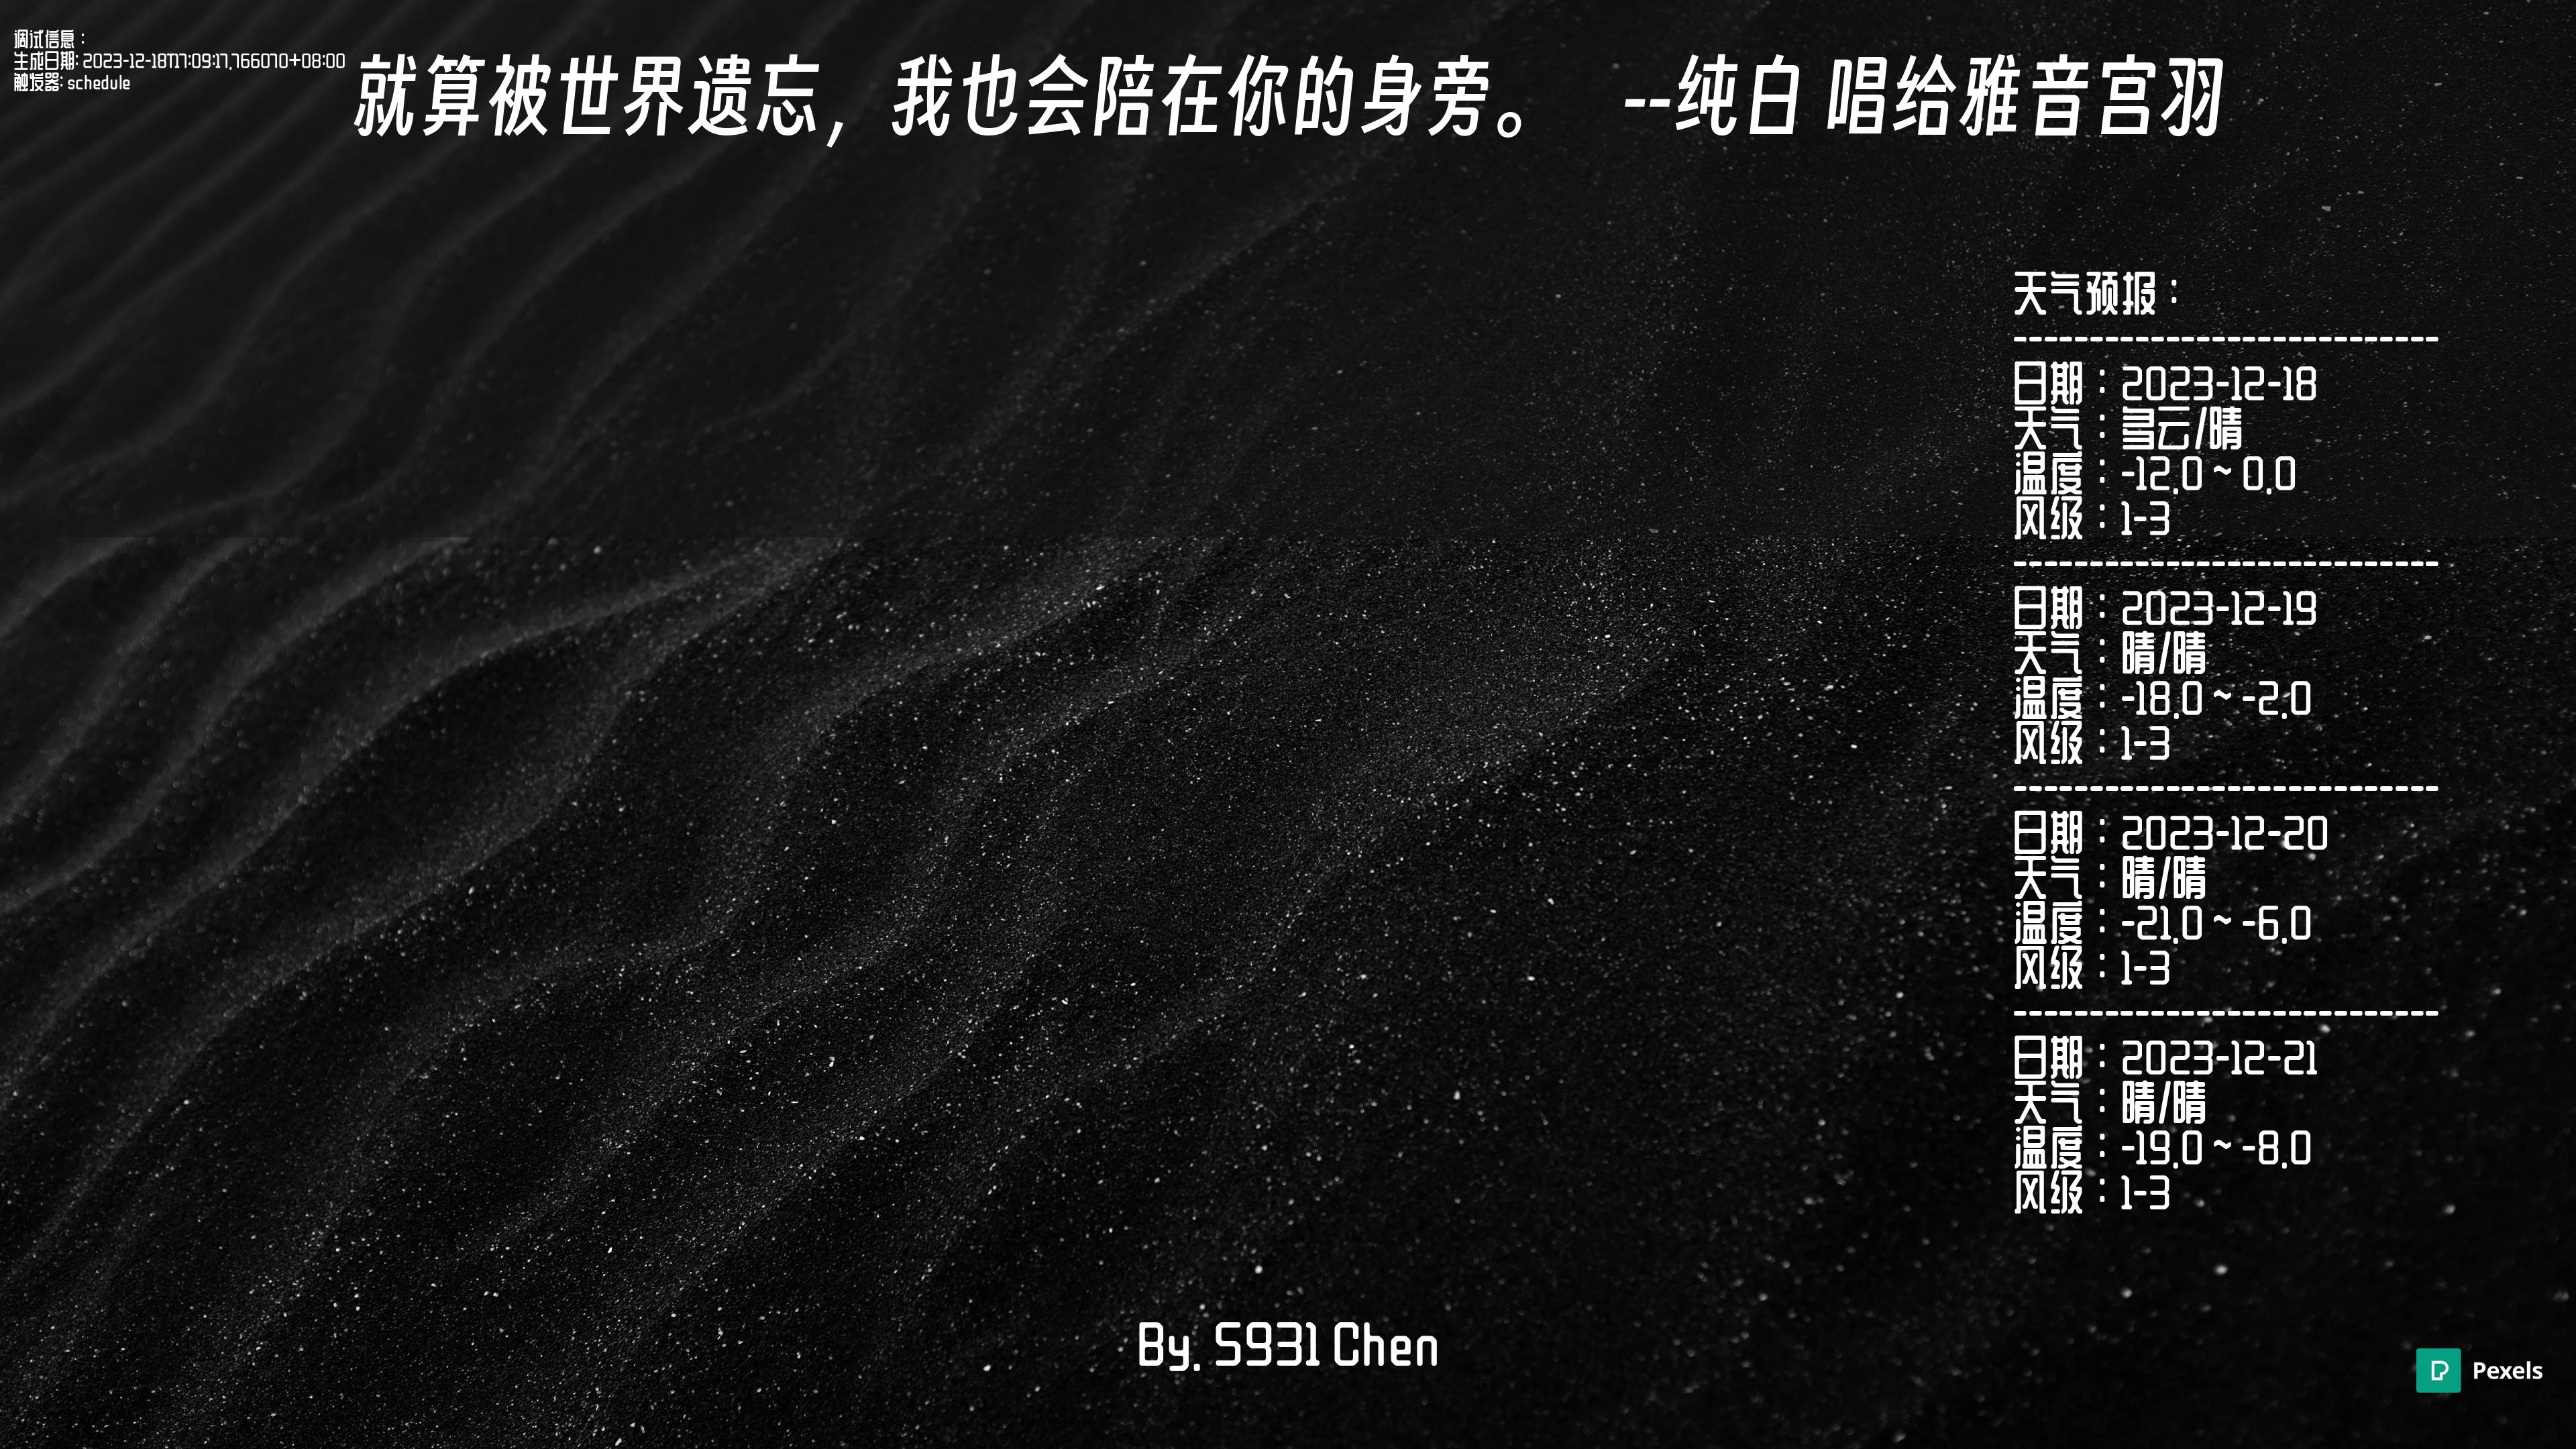 调试信息：
生成日期: 2023-12-18T17:09:17.766070+08:00
触发器: schedule
就算被世界遗忘，我也会陪在你的身旁。 --纯白 唱给雅音宫羽
天气预报：
----------------------------
日期：2023-12-18
天气：多云/晴
温度：-12.0 ~ 0.0
风级：1-3
----------------------------
日期：2023-12-19
天气：晴/晴
温度：-18.0 ~ -2.0
风级：1-3
----------------------------
日期：2023-12-20
天气：晴/晴
温度：-21.0 ~ -6.0
风级：1-3
----------------------------
日期：2023-12-21
天气：晴/晴
温度：-19.0 ~ -8.0
风级：1-3
By. S931 Chen
Pexels